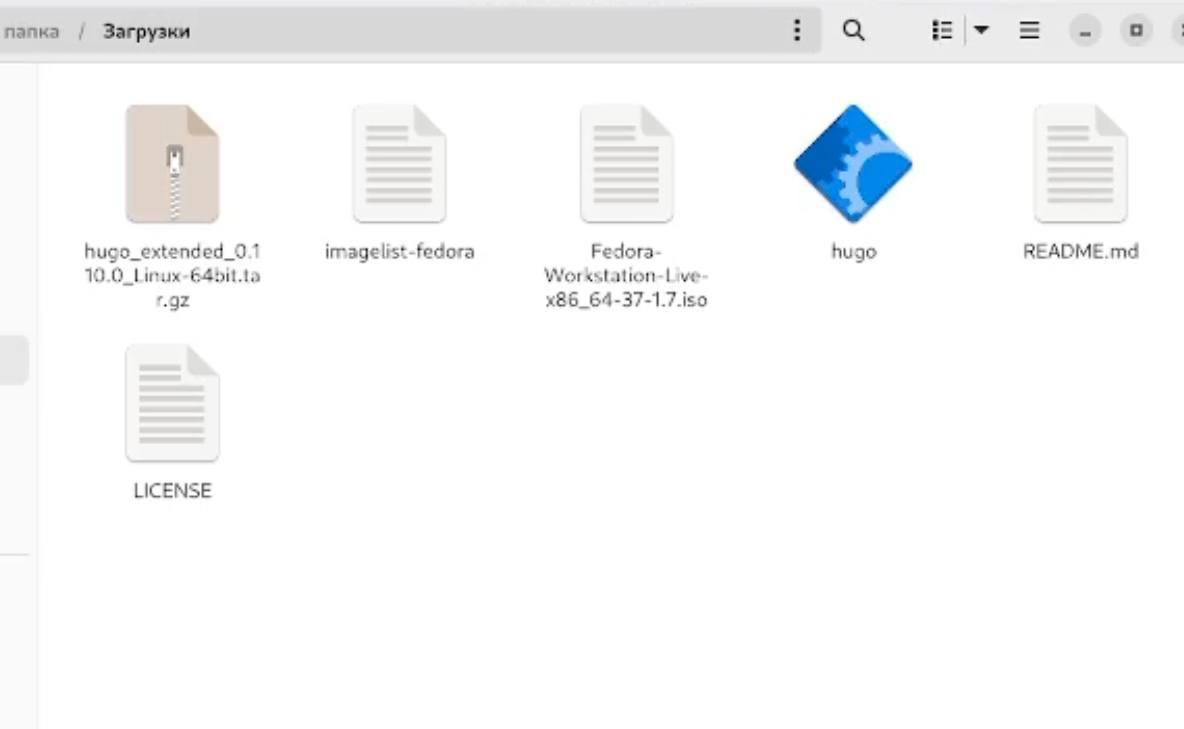 папка / Загрузки
hugo_extended_0.1
10.0_Linux-64bit.ta
r.gz
imagelist-fedora
Fedora-
Workstation-Live-
x86_64-37-1.7.iso
hugo
README.md
LICENSE